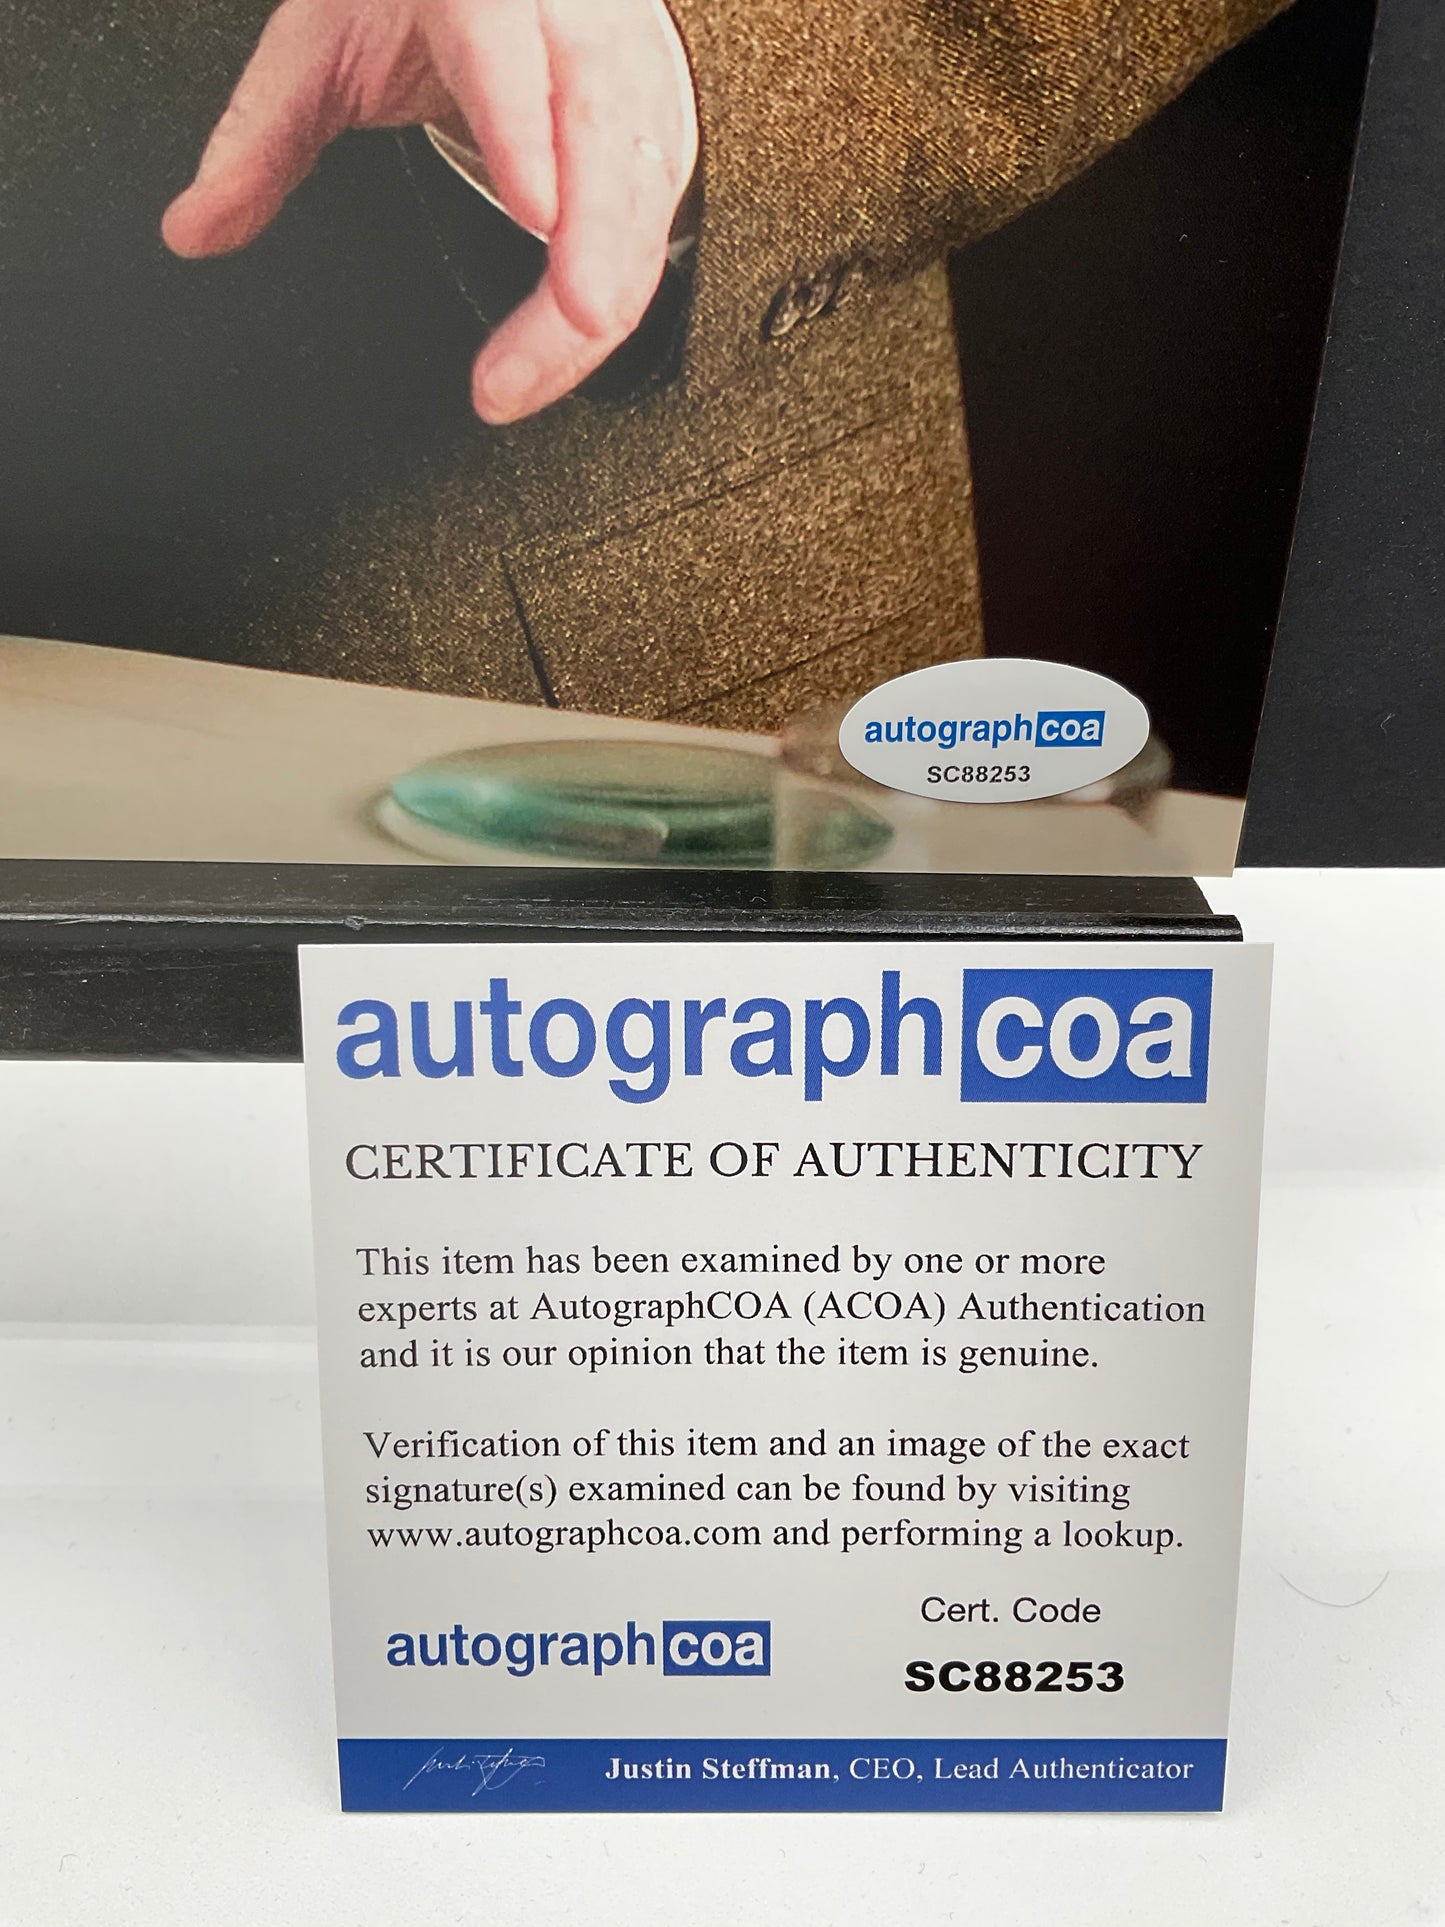 autographcoa
SC88253
autographcoa
CERTIFICATE OF AUTHENTICITY
This item has been examined by one or more
experts at AutographCOA (ACOA) Authentication
and it is our opinion that the item is genuine.
Verification of this item and an image of the exact
signature(s) examined can be found by visiting
www.autographcoa.com and performing a lookup.
Cert. Code
autographcoa
SC88253
Justin Steffman, CEO, Lead Authenticator